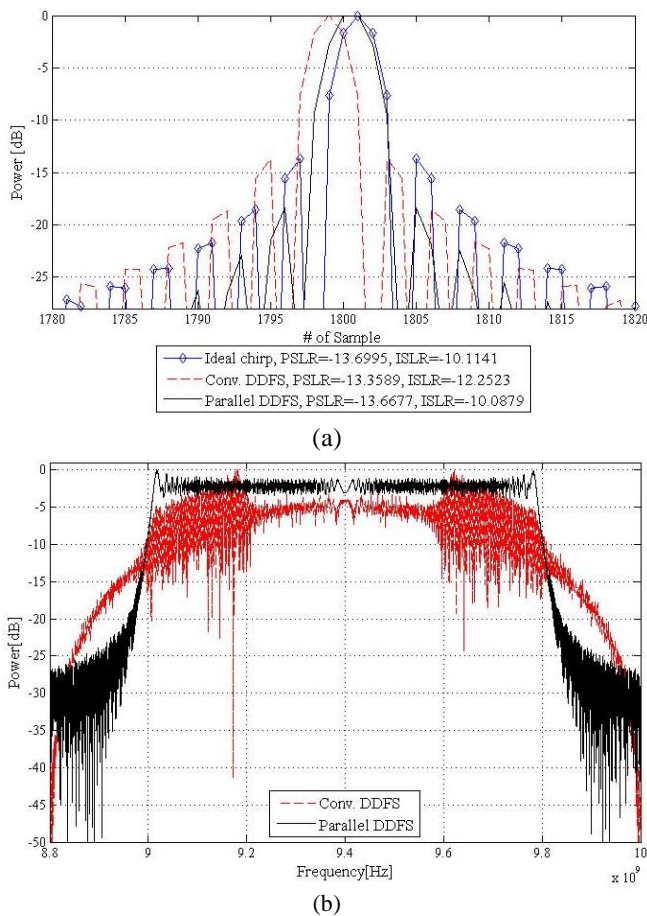 0
-5
-10
-15
-20
-25
Power [dB]
1780 1785 1790 1795 1800 1805 1810 1815 1820
# of Sample
Ideal chirp, PSLR=-13.6995, ISLR=-10.1141
Conv. DDFS, PSLR=-13.3589, ISLR=-12.2523
Parallel DDFS, PSLR=-13.6677, ISLR=-10.0879
(a)
0
-5
-10
-15
-20
-25
-30
-35
-40
-45
-50
Power[dB]
Conv. DDFS
Parallel DDFS
8.8 9 9.2 9.4 9.6 9.8 10
Frequency[Hz]
x 10^9
(b)